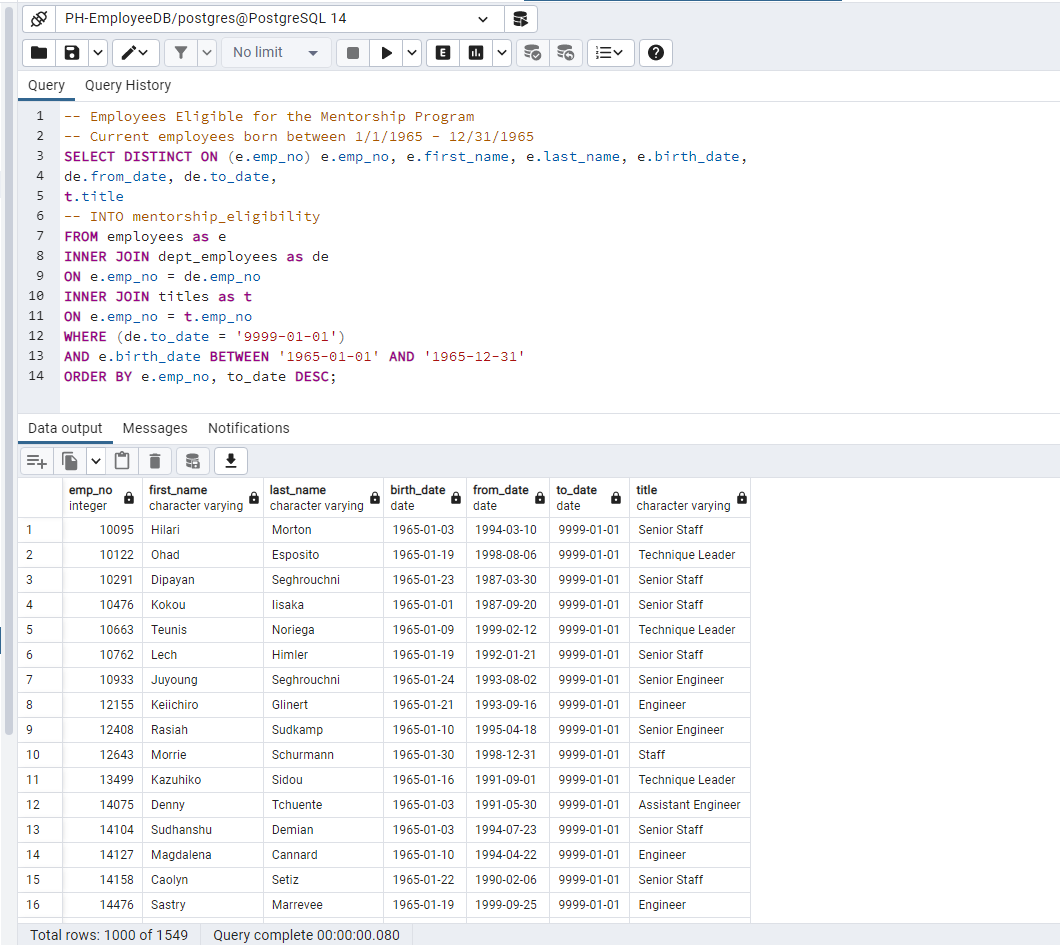 PH-EmployeeDB/postgres@PostgreSQL 14
No limit
E
Query Query History
1 -- Employees Eligible for the Mentorship Program
2 -- Current employees born between 1/1/1965 - 12/31/1965
3 SELECT DISTINCT ON (e.emp_no) e.emp_no, e.first_name, e.last_name, e.birth_date,
4 de.from_date, de.to_date,
5 t.title
6 -- INTO mentorship_eligibility
7 FROM employees as e
8 INNER JOIN dept_employees as de
9 ON e.emp_no = de.emp_no
10 INNER JOIN titles as t
11 ON e.emp_no = t.emp_no
12 WHERE (de.to_date = '9999-01-01')
13 AND e.birth_date BETWEEN '1965-01-01' AND '1965-12-31'
14 ORDER BY e.emp_no, to_date DESC;
Data output Messages Notifications
emp_no first_name last_name birth_date from_date to_date title
integer character varying character varying date date date character varying
1 10095 Hilari Morton 1965-01-03 1994-03-10 9999-01-01 Senior Staff
2 10122 Ohad Esposito 1965-01-19 1998-08-06 9999-01-01 Technique Leader
3 10291 Dipayan Seghrouchni 1965-01-23 1987-03-30 9999-01-01 Senior Staff
4 10476 Kokou Iisaka 1965-01-01 1987-09-20 9999-01-01 Senior Staff
5 10663 Teunis Noriega 1965-01-09 1999-02-12 9999-01-01 Technique Leader
6 10762 Lech Himler 1965-01-19 1992-01-21 9999-01-01 Senior Staff
7 10933 Juyoung Seghrouchni 1965-01-24 1993-08-02 9999-01-01 Senior Engineer
8 12155 Keiichiro Glinert 1965-01-21 1993-09-16 9999-01-01 Engineer
9 12408 Rasiah Sudkamp 1965-01-10 1995-04-18 9999-01-01 Senior Engineer
10 12643 Morrie Schurmann 1965-01-30 1998-12-31 9999-01-01 Staff
11 13499 Kazuhiko Sidou 1965-01-16 1991-09-01 9999-01-01 Technique Leader
12 14075 Denny Tchuente 1965-01-03 1991-05-30 9999-01-01 Assistant Engineer
13 14104 Sudhanshu Demian 1965-01-03 1994-07-23 9999-01-01 Senior Staff
14 14127 Magdalena Cannard 1965-01-10 1994-04-22 9999-01-01 Engineer
15 14158 Caolyn Setiz 1965-01-22 1990-02-06 9999-01-01 Senior Staff
16 14476 Sastry Marrevee 1965-01-19 1999-09-25 9999-01-01 Engineer
Total rows: 1000 of 1549 Query complete 00:00:00.080